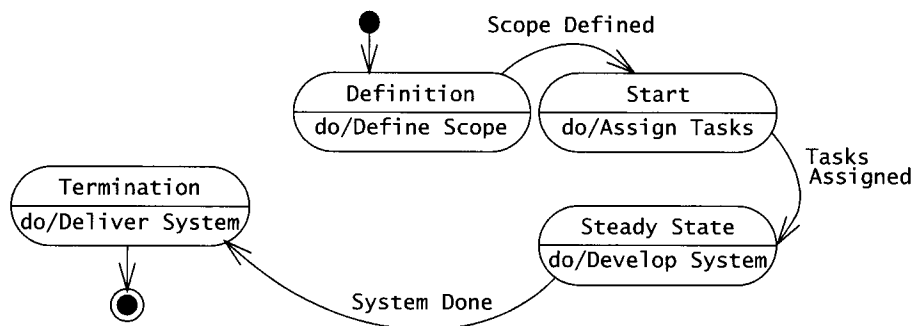 Scope Defined
Definition
do/Define Scope
Start
do/Assign Tasks
Tasks
Assigned
Termination
do/Deliver System
Steady State
do/Develop System
System Done